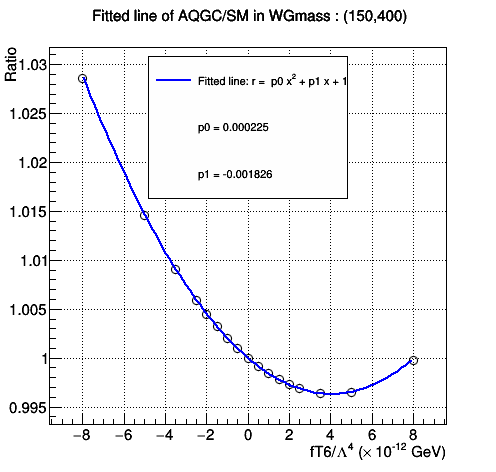 Fitted line of AQGC/SM in WGmass : (150,400)
Ratio
1.03
1.025
1.02
1.015
1.01
1.005
1
0.995
Fitted line: r = p0 x² + p1 x + 1
p0 = 0.000225
p1 = -0.001826
−8 −6 −4 −2 0 2 4 6 8
fT6/Λ⁴ (× 10⁻¹² GeV)